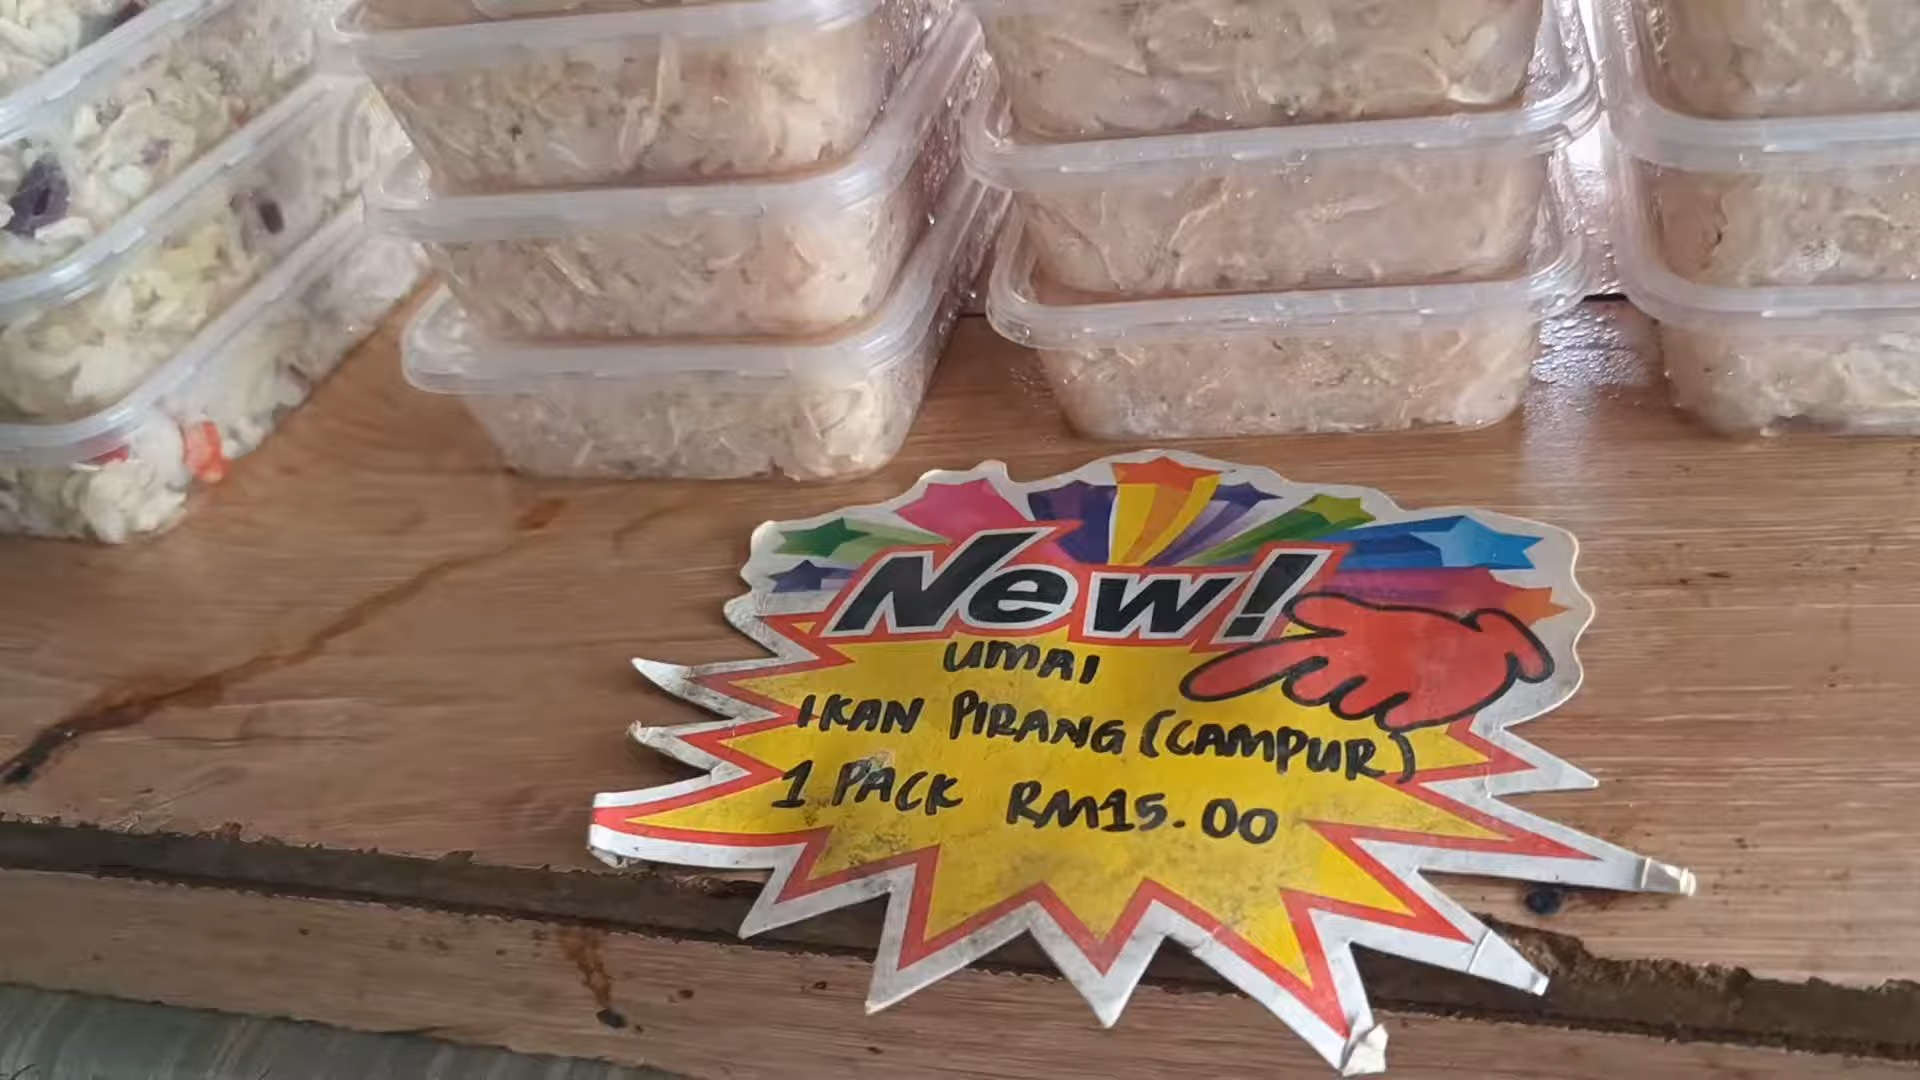 New!
UMAI
IKAN PIRANG (CAMPUR)
1 PACK RM15.00